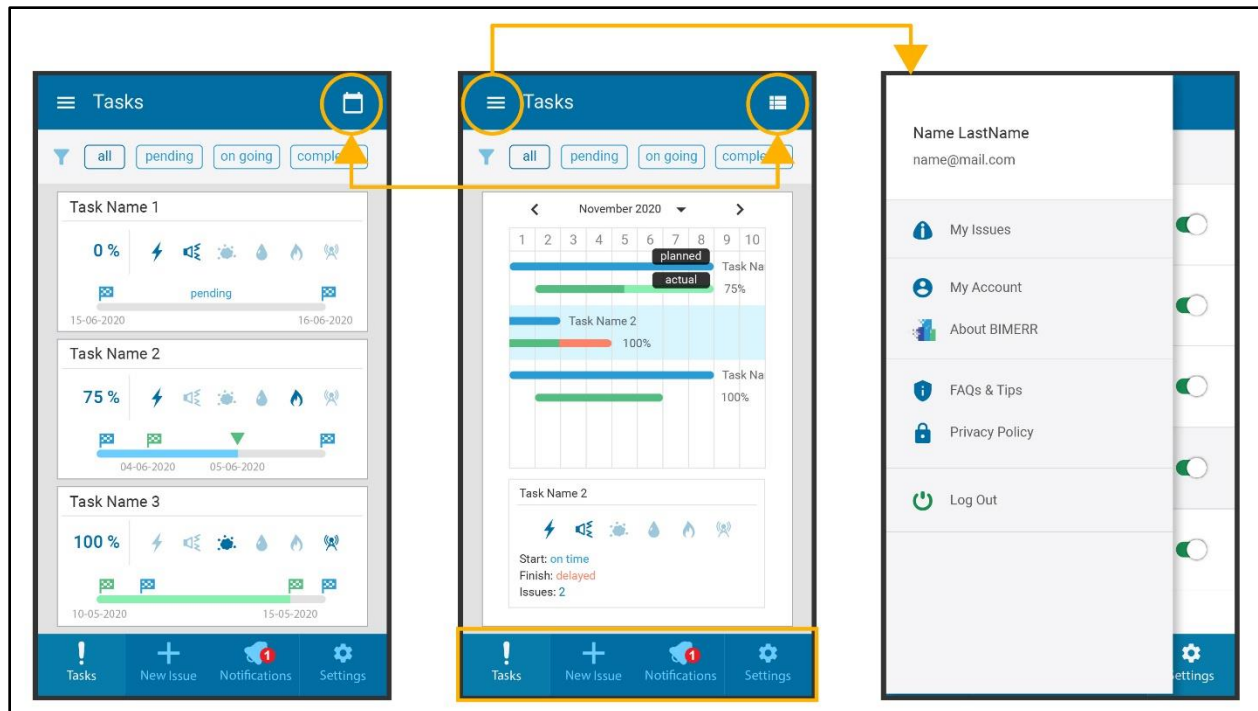 Tasks
all pending on going
Task Name 1
0 %
pending
15-06-2020 16-06-2020
Task Name 2
75 %
04-06-2020 05-06-2020
Task Name 3
100 %
10-05-2020 15-05-2020
Tasks New Issue Notifications 1 Settings
Tasks
all pending on going
November 2020
1 2 3 4 5 6 7 8 9 10
planned
Task Na
actual
75%
Task Name 2
100%
Task Na
100%
Task Name 2
Start: on time
Finish: delayed
Issues: 2
Tasks New Issue Notifications 1 Settings
Name LastName
name@mail.com
My Issues
My Account
About BIMERR
FAQs & Tips
Privacy Policy
Log Out
ettings